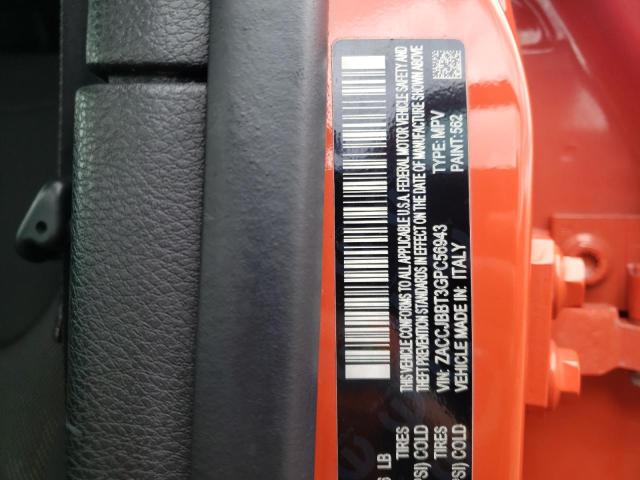 6 LB
TIRES
PSI) COLD
TIRES
PSI) COLD
THIS VEHICLE CONFORMS TO ALL APPLICABLE U.S.A. FEDERAL MOTOR VEHICLE SAFETY AND
THEFT PREVENTION STANDARDS IN EFFECT ON THE DATE OF MANUFACTURE SHOWN ABOVE
VIN: ZACCJBBT3GPC56943 TYPE: MPV
VEHICLE MADE IN: ITALY PAINT: 562